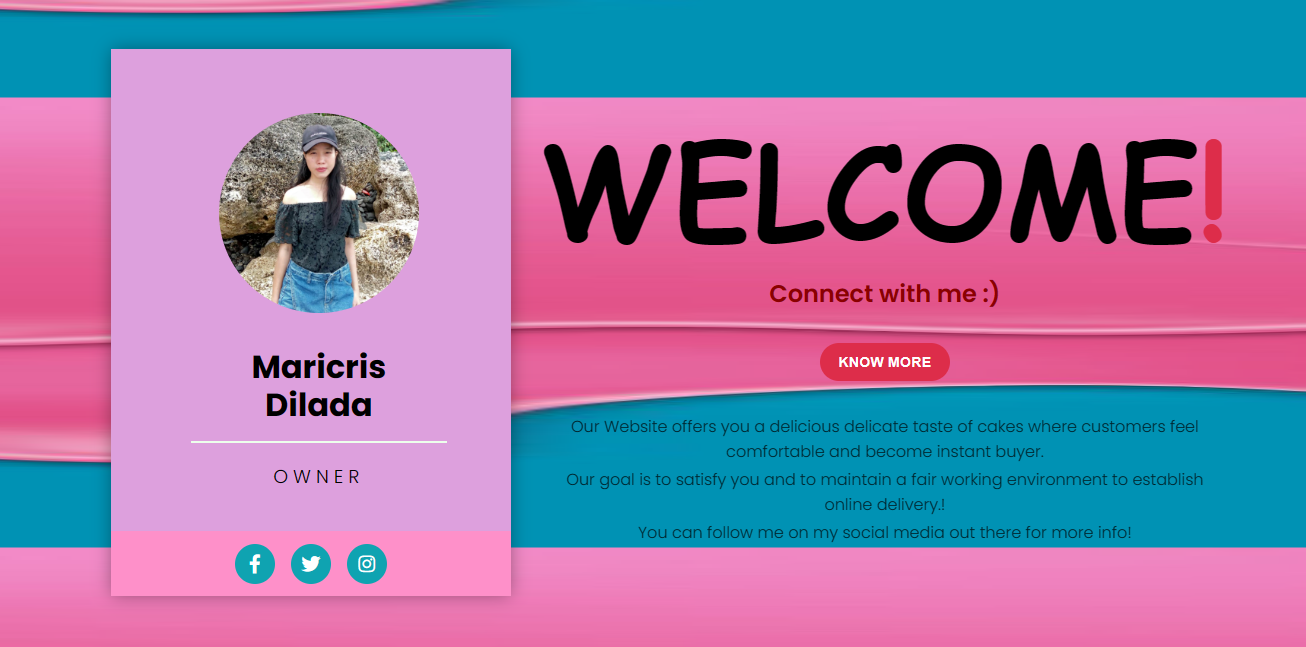 Maricris
Dilada
OWNER
WELCOME!
Connect with me :)
KNOW MORE
Our Website offers you a delicious delicate taste of cakes where customers feel
comfortable and become instant buyer.
Our goal is to satisfy you and to maintain a fair working environment to establish
online delivery.!
You can follow me on my social media out there for more info!